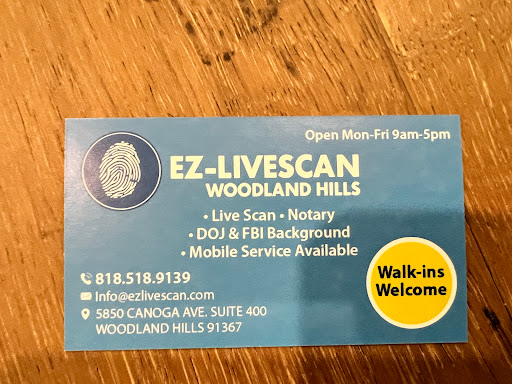 Open Mon-Fri 9am-5pm
EZ-LIVESCAN
WOODLAND HILLS
• Live Scan • Notary
• DOJ & FBI Background
• Mobile Service Available
818.518.9139
Info@ezlivescan.com
5850 CANOGA AVE. SUITE 400
WOODLAND HILLS 91367
Walk-ins
Welcome